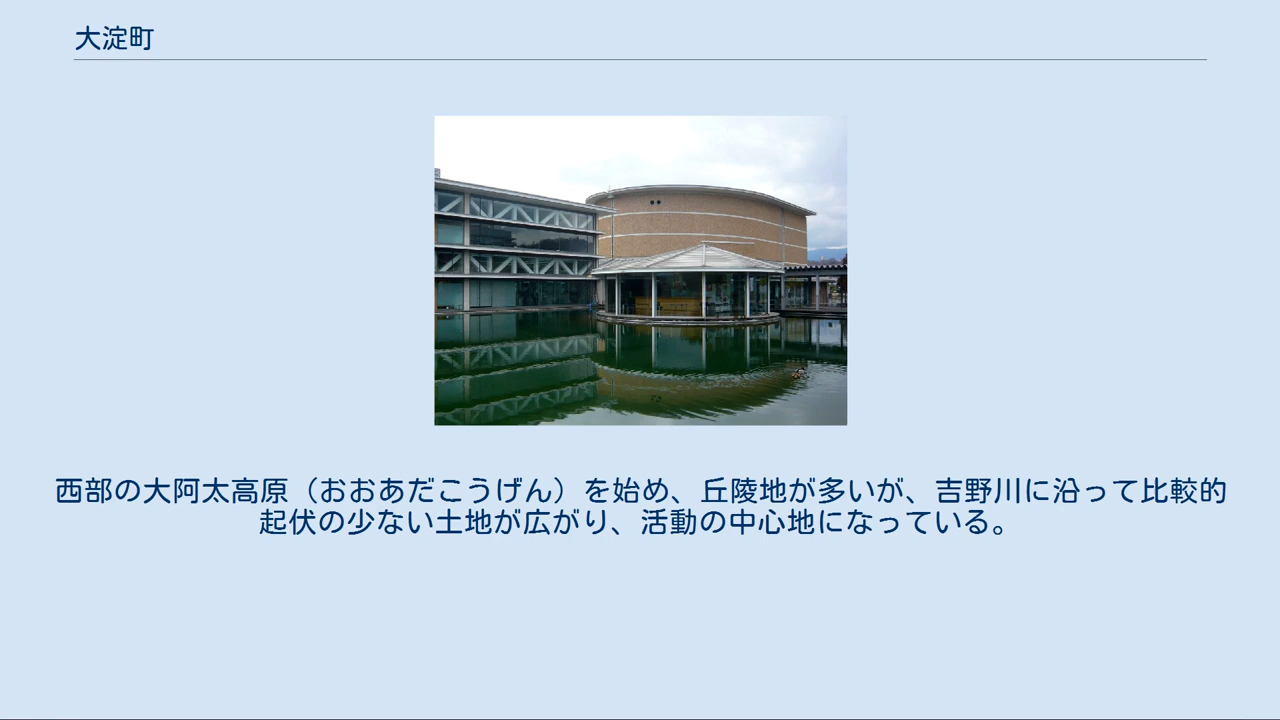 大淀町
西部の大阿太高原（おおあだこうげん）を始め、丘陵地が多いが、吉野川に沿って比較的
起伏の少ない土地が広がり、活動の中心地になっている。